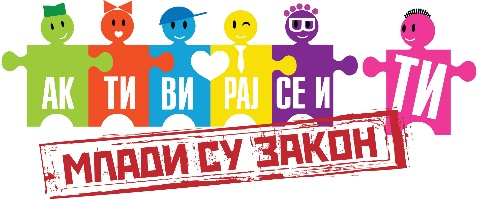 АК ТИ ВИ РАЈ СЕ И ТИ
МЛАДИ СУ ЗАКОН